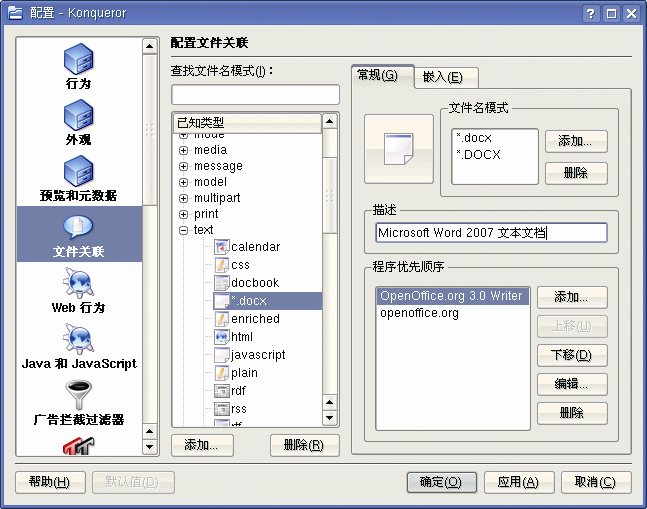 配置 - Konqueror
行为
外观
预览和元数据
文件关联
Web 行为
Java 和 JavaScript
广告拦截过滤器
配置文件关联
查找文件名模式(I)：
已知类型
mode
media
message
model
multipart
print
text
calendar
css
docbook
*.docx
enriched
html
javascript
plain
rdf
rss
rtf
添加...
删除(R)
常规(G)
嵌入(E)
文件名模式
*.docx
*.DOCX
添加...
删除
描述
Microsoft Word 2007 文本文档
程序优先顺序
OpenOffice.org 3.0 Writer
openoffice.org
添加...
上移(U)
下移(D)
编辑...
删除
帮助(H)
默认值(D)
确定(O)
应用(A)
取消(C)